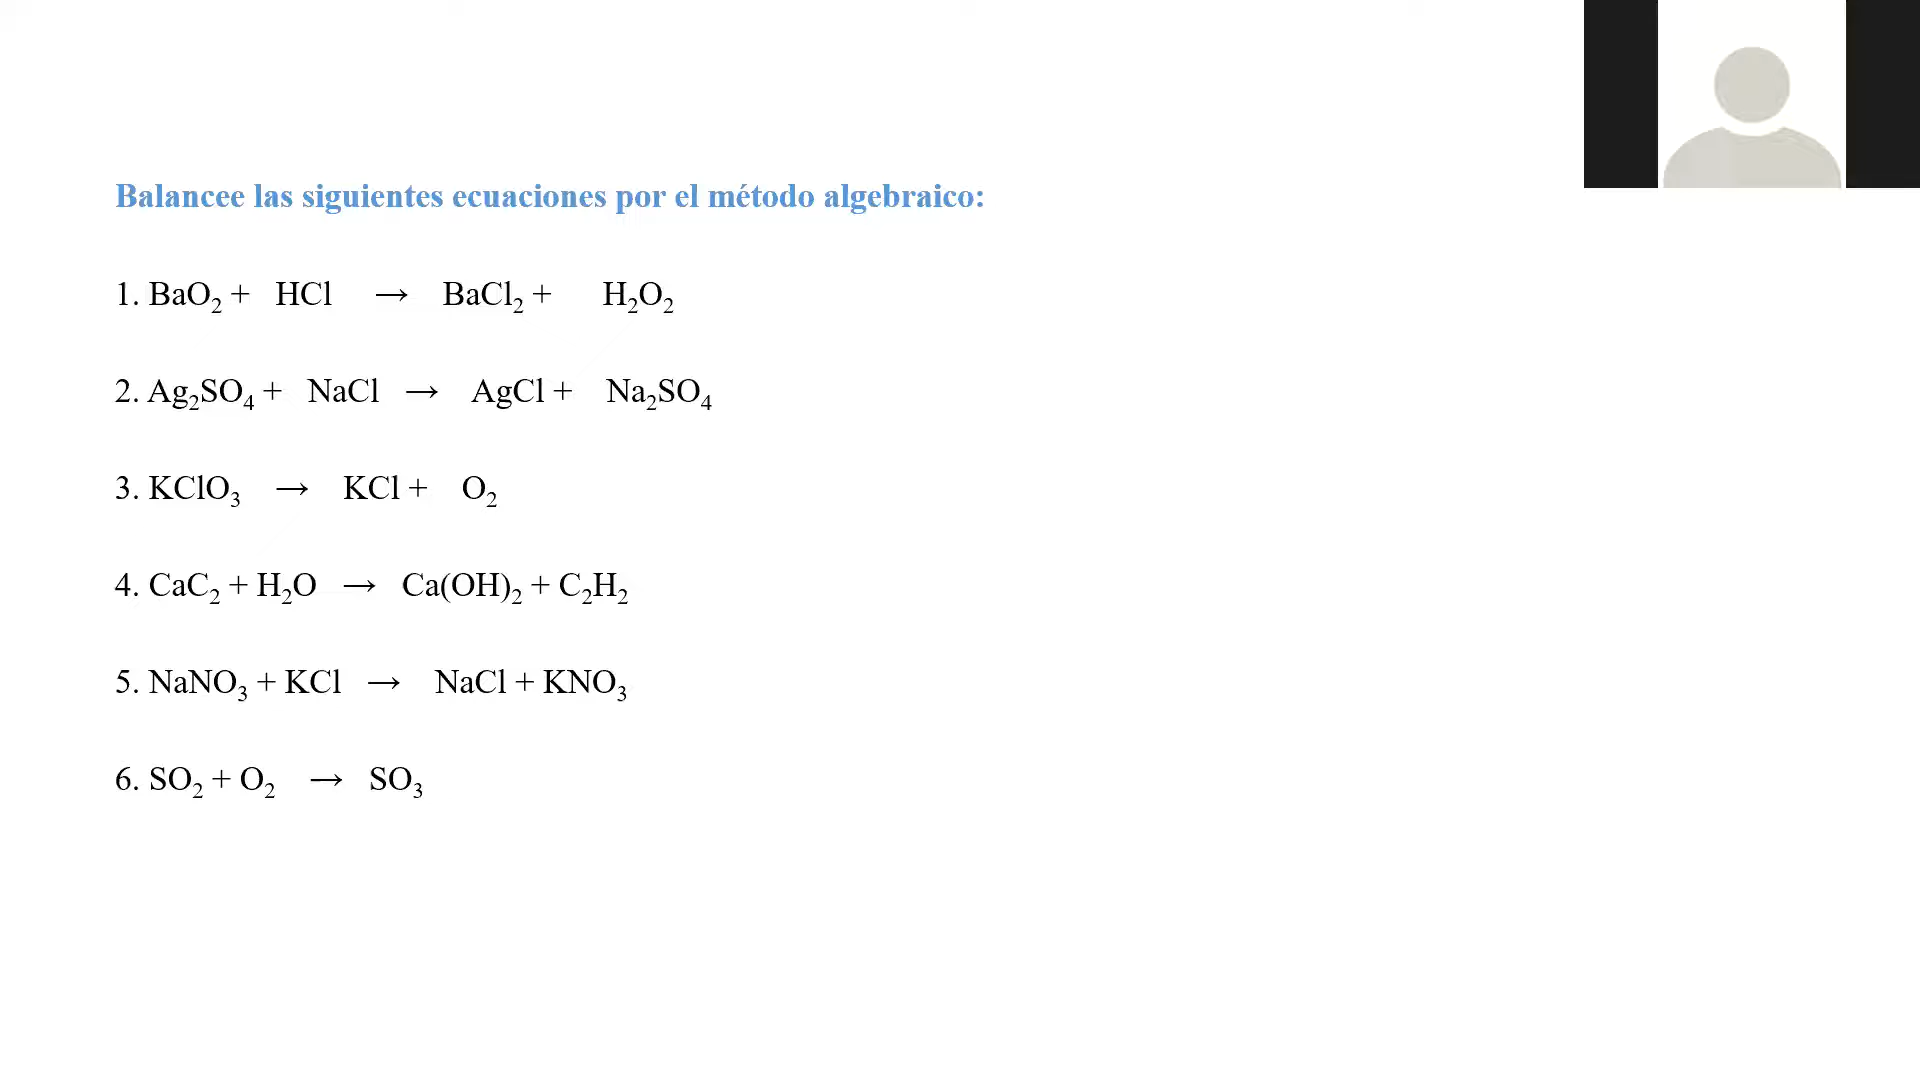 Balancee las siguientes ecuaciones por el método algebraico:
1. BaO₂ + HCl → BaCl₂ + H₂O₂
2. Ag₂SO₄ + NaCl → AgCl + Na₂SO₄
3. KClO₃ → KCl + O₂
4. CaC₂ + H₂O → Ca(OH)₂ + C₂H₂
5. NaNO₃ + KCl → NaCl + KNO₃
6. SO₂ + O₂ → SO₃